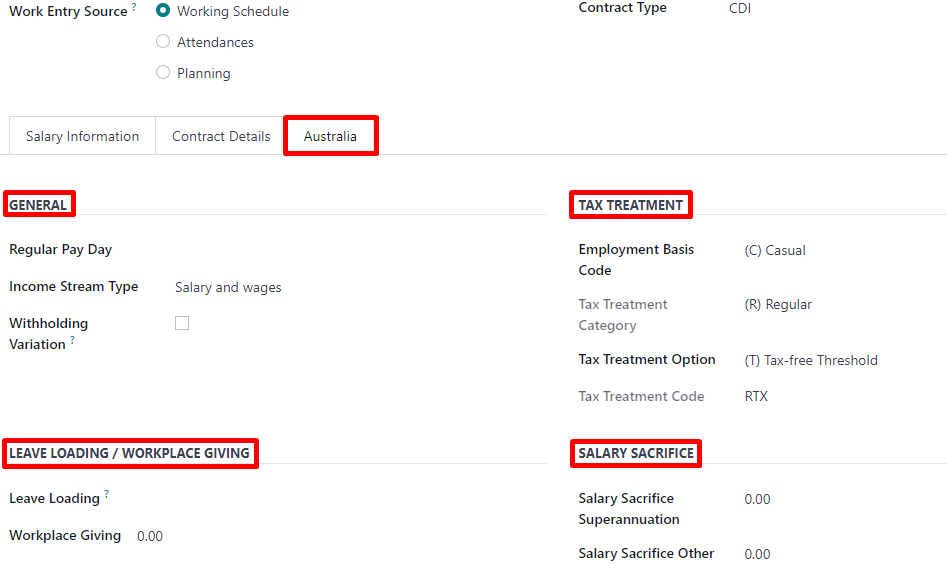 Work Entry Source ? Working Schedule
Contract Type CDI
Attendances
Planning
Salary Information Contract Details Australia
GENERAL
Regular Pay Day
Income Stream Type Salary and wages
Withholding
Variation ?
TAX TREATMENT
Employment Basis
Code (C) Casual
Tax Treatment
Category (R) Regular
Tax Treatment Option (T) Tax-free Threshold
Tax Treatment Code RTX
LEAVE LOADING / WORKPLACE GIVING
Leave Loading ?
Workplace Giving 0.00
SALARY SACRIFICE
Salary Sacrifice
Superannuation 0.00
Salary Sacrifice Other 0.00